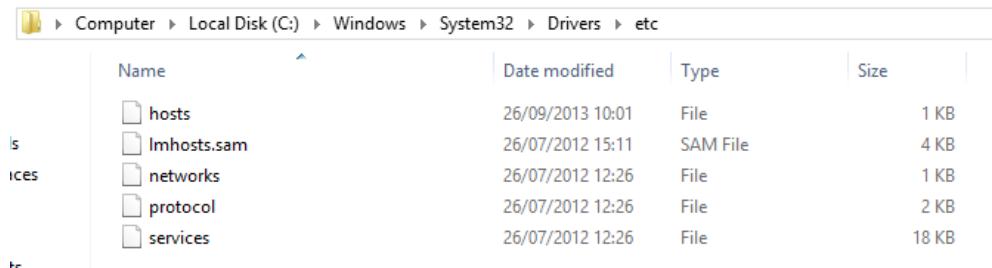 Computer Local Disk (C:) Windows System32 Drivers etc
Name Date modified Type Size
hosts 26/09/2013 10:01 File 1 KB
ls lmhosts.sam 26/07/2012 15:11 SAM File 4 KB
nces networks 26/07/2012 12:26 File 1 KB
protocol 26/07/2012 12:26 File 2 KB
services 26/07/2012 12:26 File 18 KB
ts